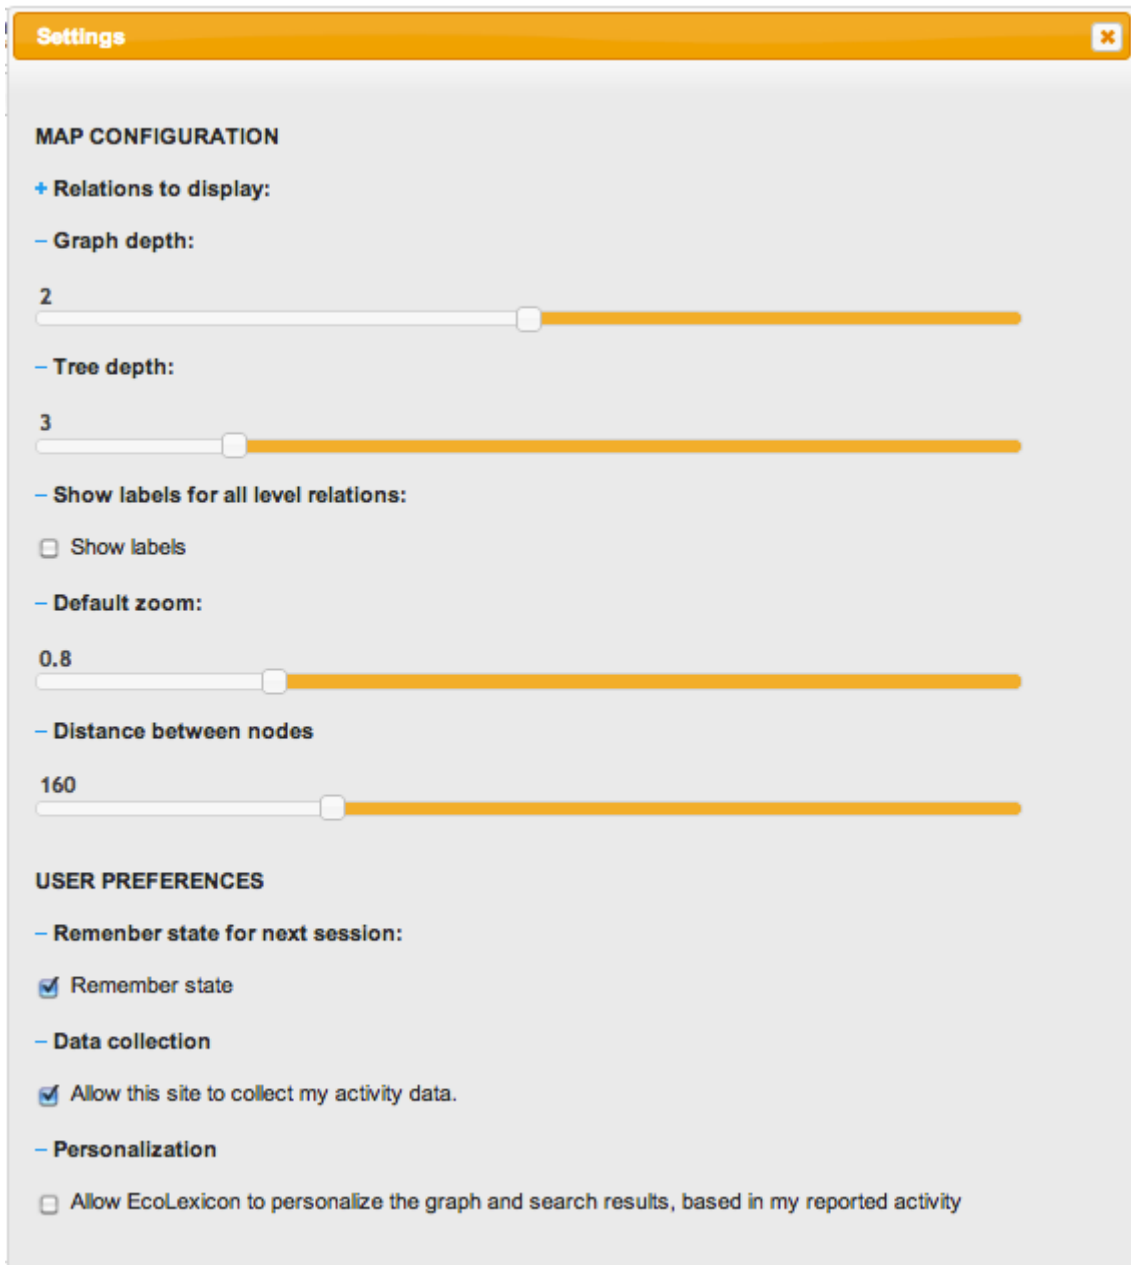 Settings
MAP CONFIGURATION
+ Relations to display:
– Graph depth:
2
– Tree depth:
3
– Show labels for all level relations:
Show labels
– Default zoom:
0.8
– Distance between nodes
160
USER PREFERENCES
– Remenber state for next session:
Remember state
– Data collection
Allow this site to collect my activity data.
– Personalization
Allow EcoLexicon to personalize the graph and search results, based in my reported activity